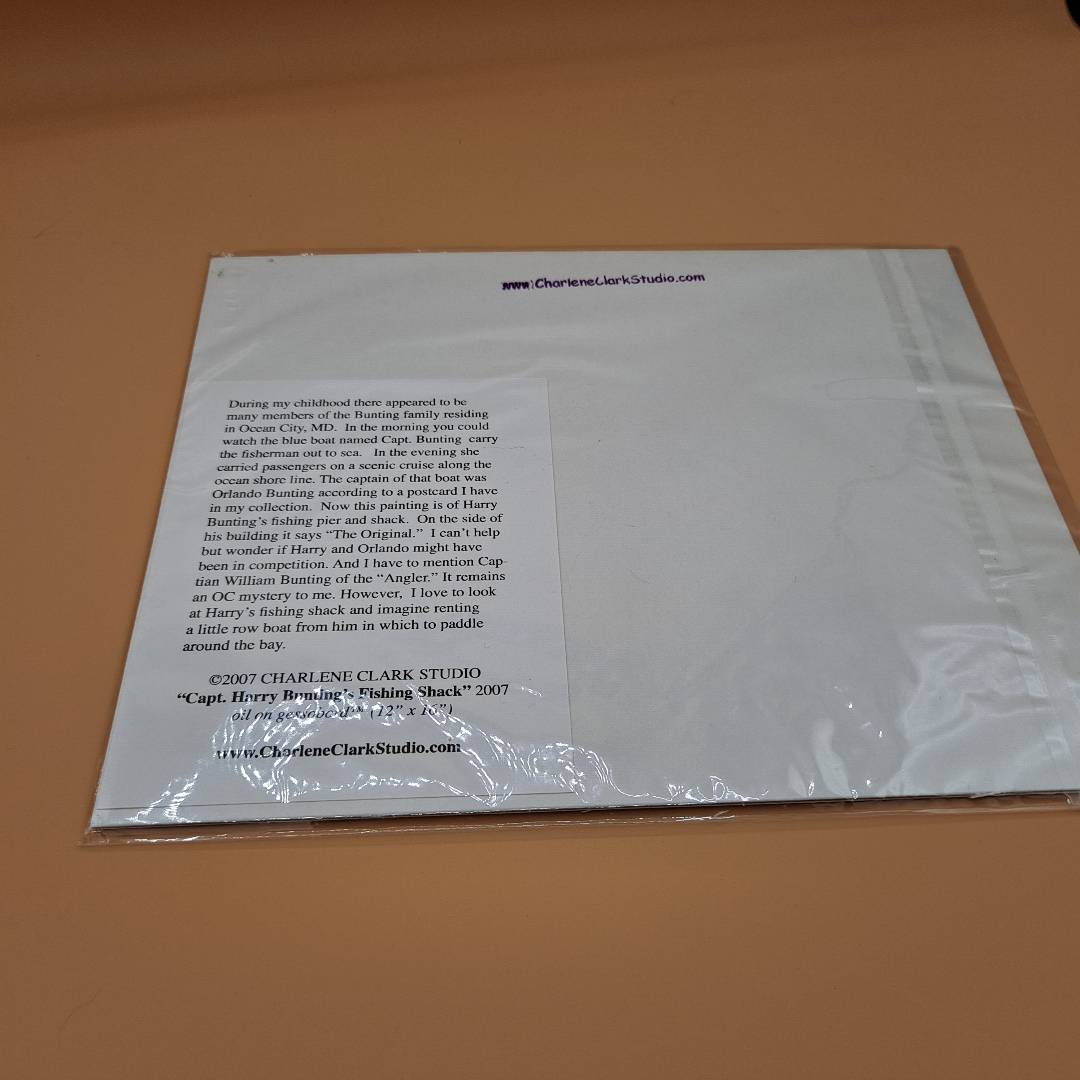 www.CharleneClarkStudio.com
During my childhood there appeared to be
many members of the Bunting family residing
in Ocean City, MD. In the morning you could
watch the blue boat named Capt. Bunting carry
the fisherman out to sea. In the evening she
carried passengers on a scenic cruise along the
ocean shore line. The captain of that boat was
Orlando Bunting according to a postcard I have
in my collection. Now this painting is of Harry
Bunting's fishing pier and shack. On the side of
his building it says “The Original.” I can't help
but wonder if Harry and Orlando might have
been in competition. And I have to mention Cap-
tian William Bunting of the “Angler.” It remains
an OC mystery to me. However, I love to look
at Harry's fishing shack and imagine renting
a little row boat from him in which to paddle
around the bay.
©2007 CHARLENE CLARK STUDIO
“Capt. Harry Bunting's Fishing Shack” 2007
oil on gessobord™ (12” x 16”)
www.CharleneClarkStudio.com